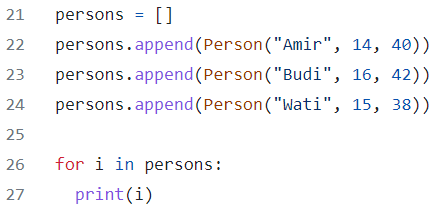 21 persons = []
22 persons.append(Person("Amir", 14, 40))
23 persons.append(Person("Budi", 16, 42))
24 persons.append(Person("Wati", 15, 38))
25
26 for i in persons:
27   print(i)